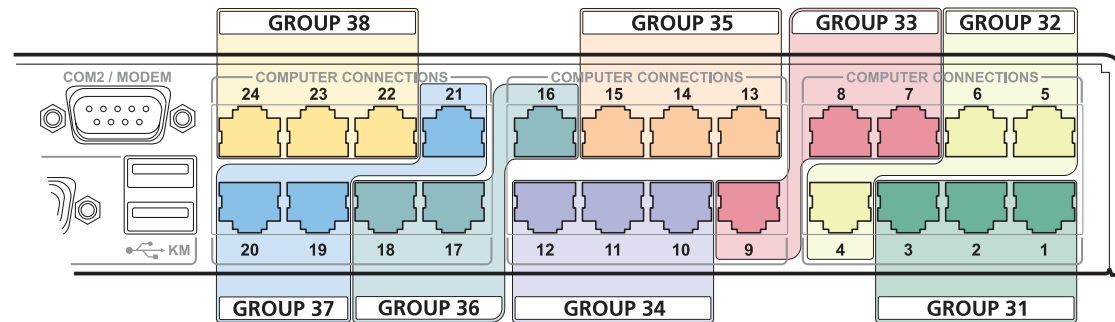 GROUP 38 GROUP 35 GROUP 33 GROUP 32
COM2 / MODEM COMPUTER CONNECTIONS COMPUTER CONNECTIONS COMPUTER CONNECTIONS
24 23 22 21 16 15 14 13 8 7 6 5
20 19 18 17 12 11 10 9 4 3 2 1
KM
GROUP 37 GROUP 36 GROUP 34 GROUP 31